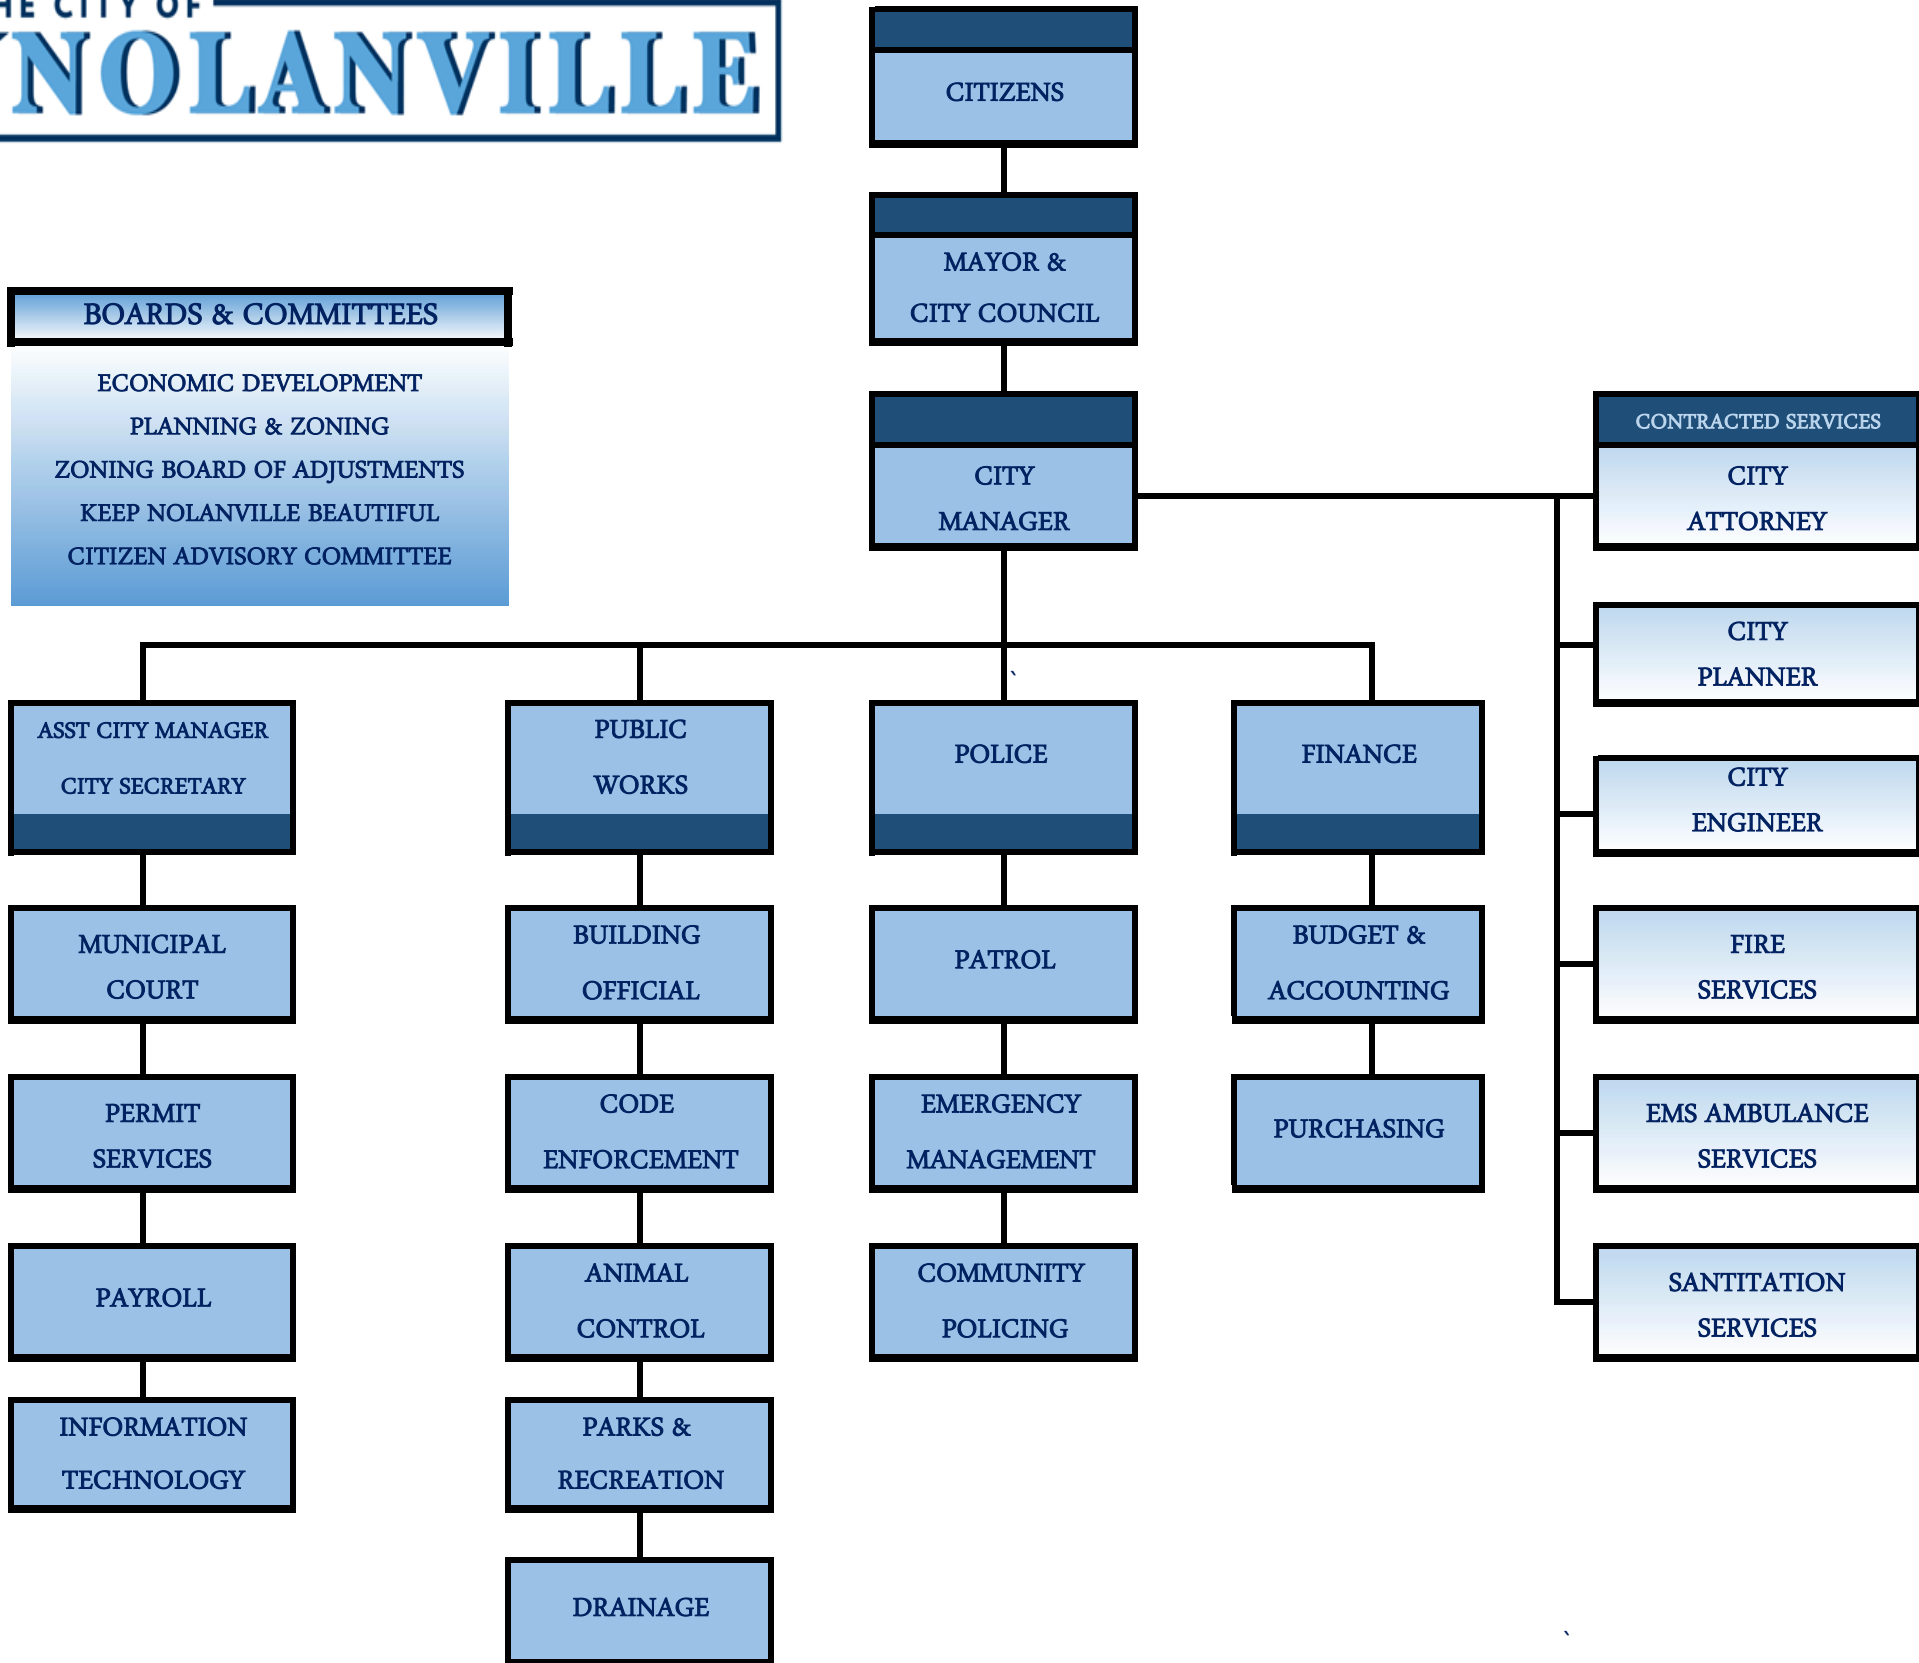 CITY OF
NOLANVILLE
CITIZENS
MAYOR &
CITY COUNCIL
BOARDS & COMMITTEES
ECONOMIC DEVELOPMENT
PLANNING & ZONING
ZONING BOARD OF ADJUSTMENTS
KEEP NOLANVILLE BEAUTIFUL
CITIZEN ADVISORY COMMITTEE
CITY
MANAGER
CONTRACTED SERVICES
CITY
ATTORNEY
CITY
PLANNER
CITY
ENGINEER
FIRE
SERVICES
EMS AMBULANCE
SERVICES
SANTITATION
SERVICES
`
ASST CITY MANAGER
CITY SECRETARY
MUNICIPAL
COURT
PERMIT
SERVICES
PAYROLL
INFORMATION
TECHNOLOGY
PUBLIC
WORKS
BUILDING
OFFICIAL
CODE
ENFORCEMENT
ANIMAL
CONTROL
PARKS &
RECREATION
DRAINAGE
POLICE
PATROL
EMERGENCY
MANAGEMENT
COMMUNITY
POLICING
FINANCE
BUDGET &
ACCOUNTING
PURCHASING
`